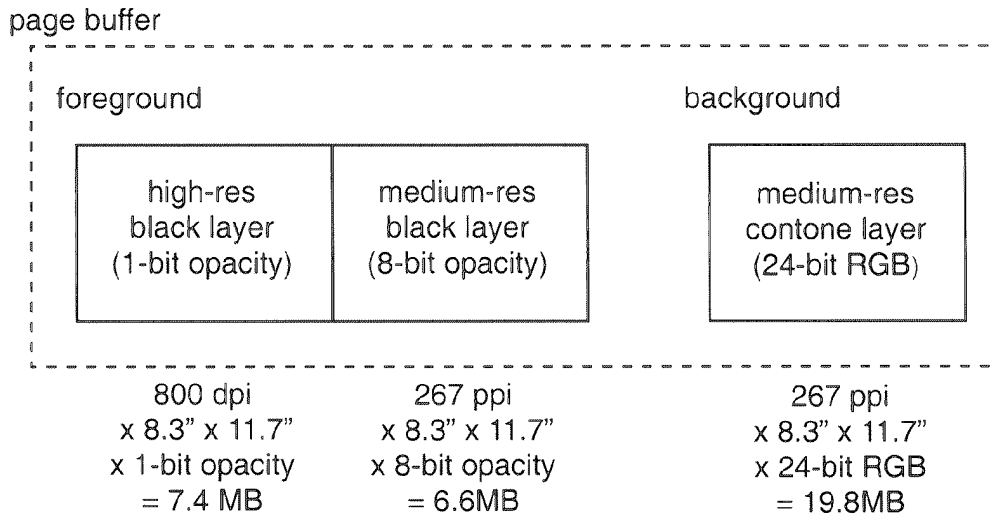 page buffer
foreground
background
high-res
black layer
(1-bit opacity)
medium-res
black layer
(8-bit opacity)
medium-res
contone layer
(24-bit RGB)
800 dpi
x 8.3” x 11.7”
x 1-bit opacity
= 7.4 MB
267 ppi
x 8.3” x 11.7”
x 8-bit opacity
= 6.6MB
267 ppi
x 8.3” x 11.7”
x 24-bit RGB
= 19.8MB